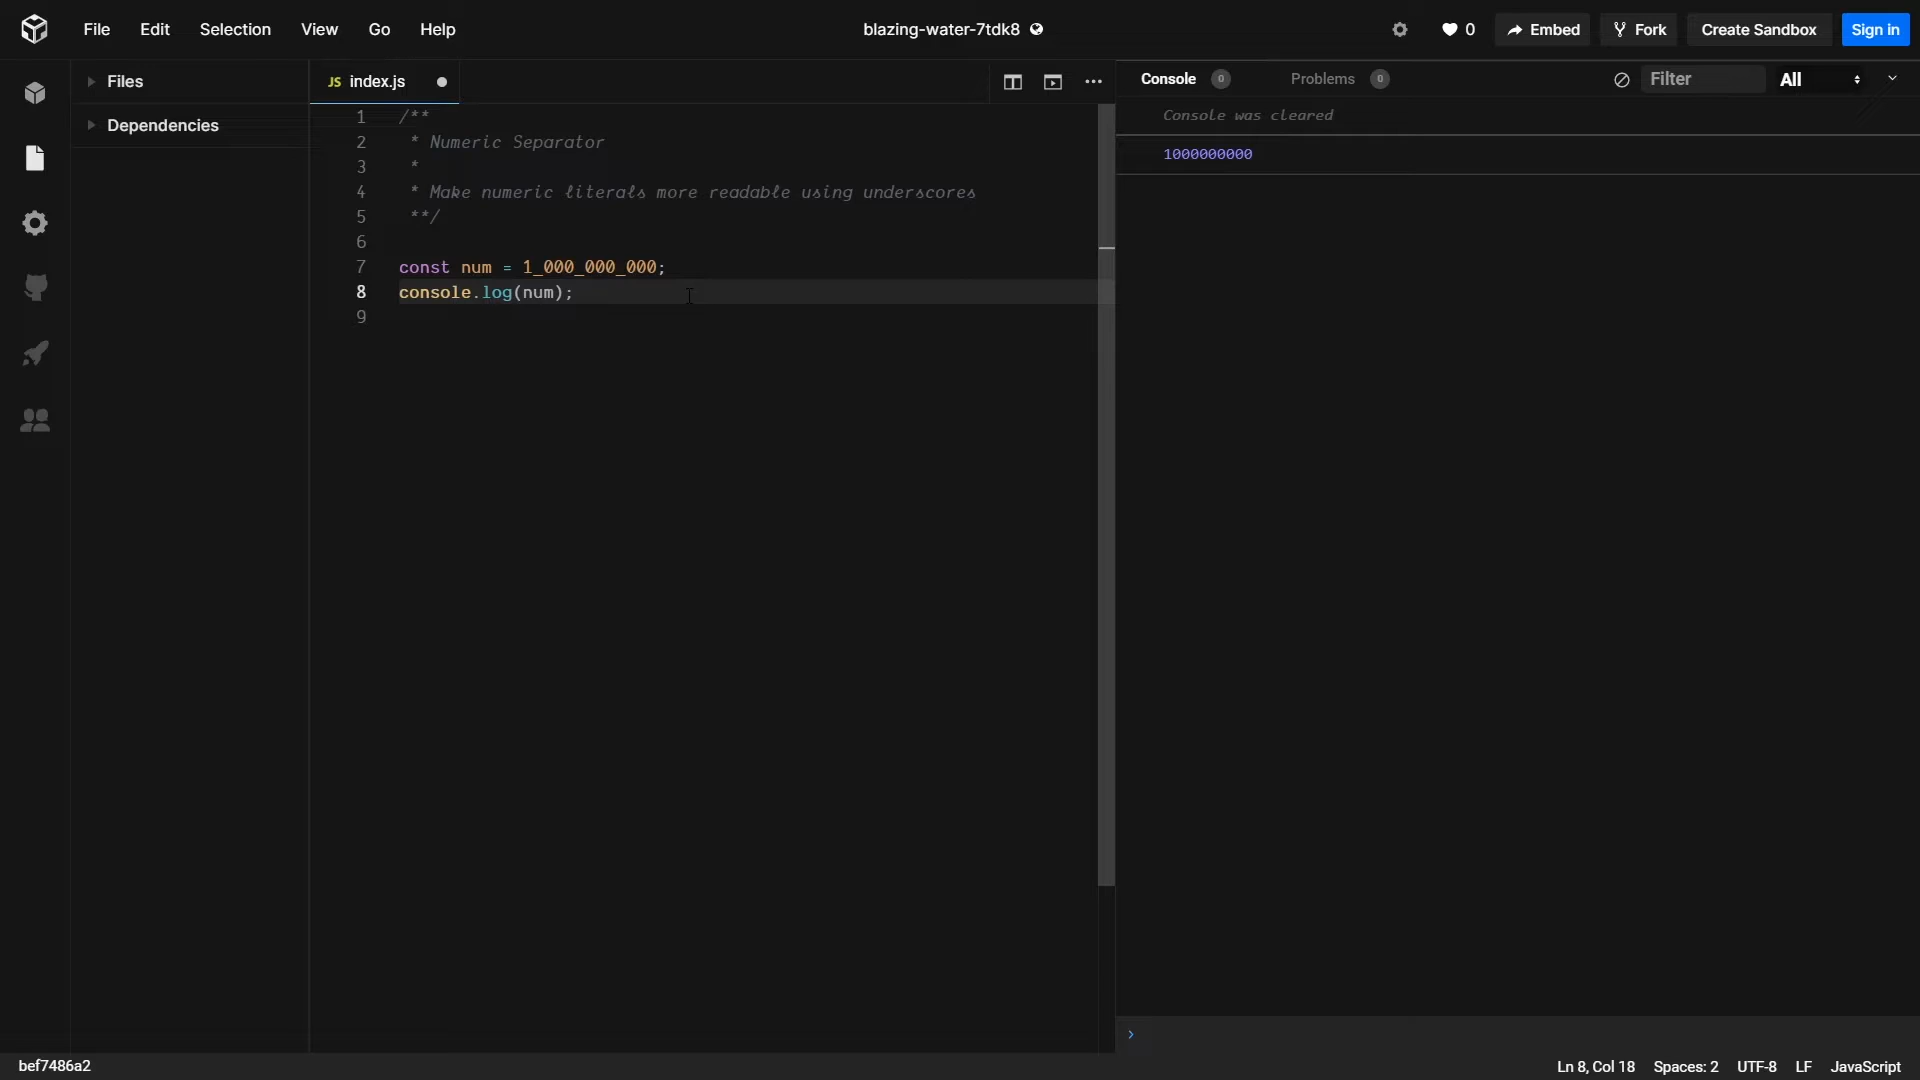 File Edit Selection View Go Help
blazing-water-7tdk8
0 Embed Fork Create Sandbox Sign in
Files
Dependencies
JS index.js
1 /**
2 * Numeric Separator
3 *
4 * Make numeric literals more readable using underscores
5 **/
6
7 const num = 1_000_000_000;
8 console.log(num);
9
Console 0 Problems 0 Filter All
Console was cleared
1000000000
›
bef7486a2
Ln 8, Col 18 Spaces: 2 UTF-8 LF JavaScript